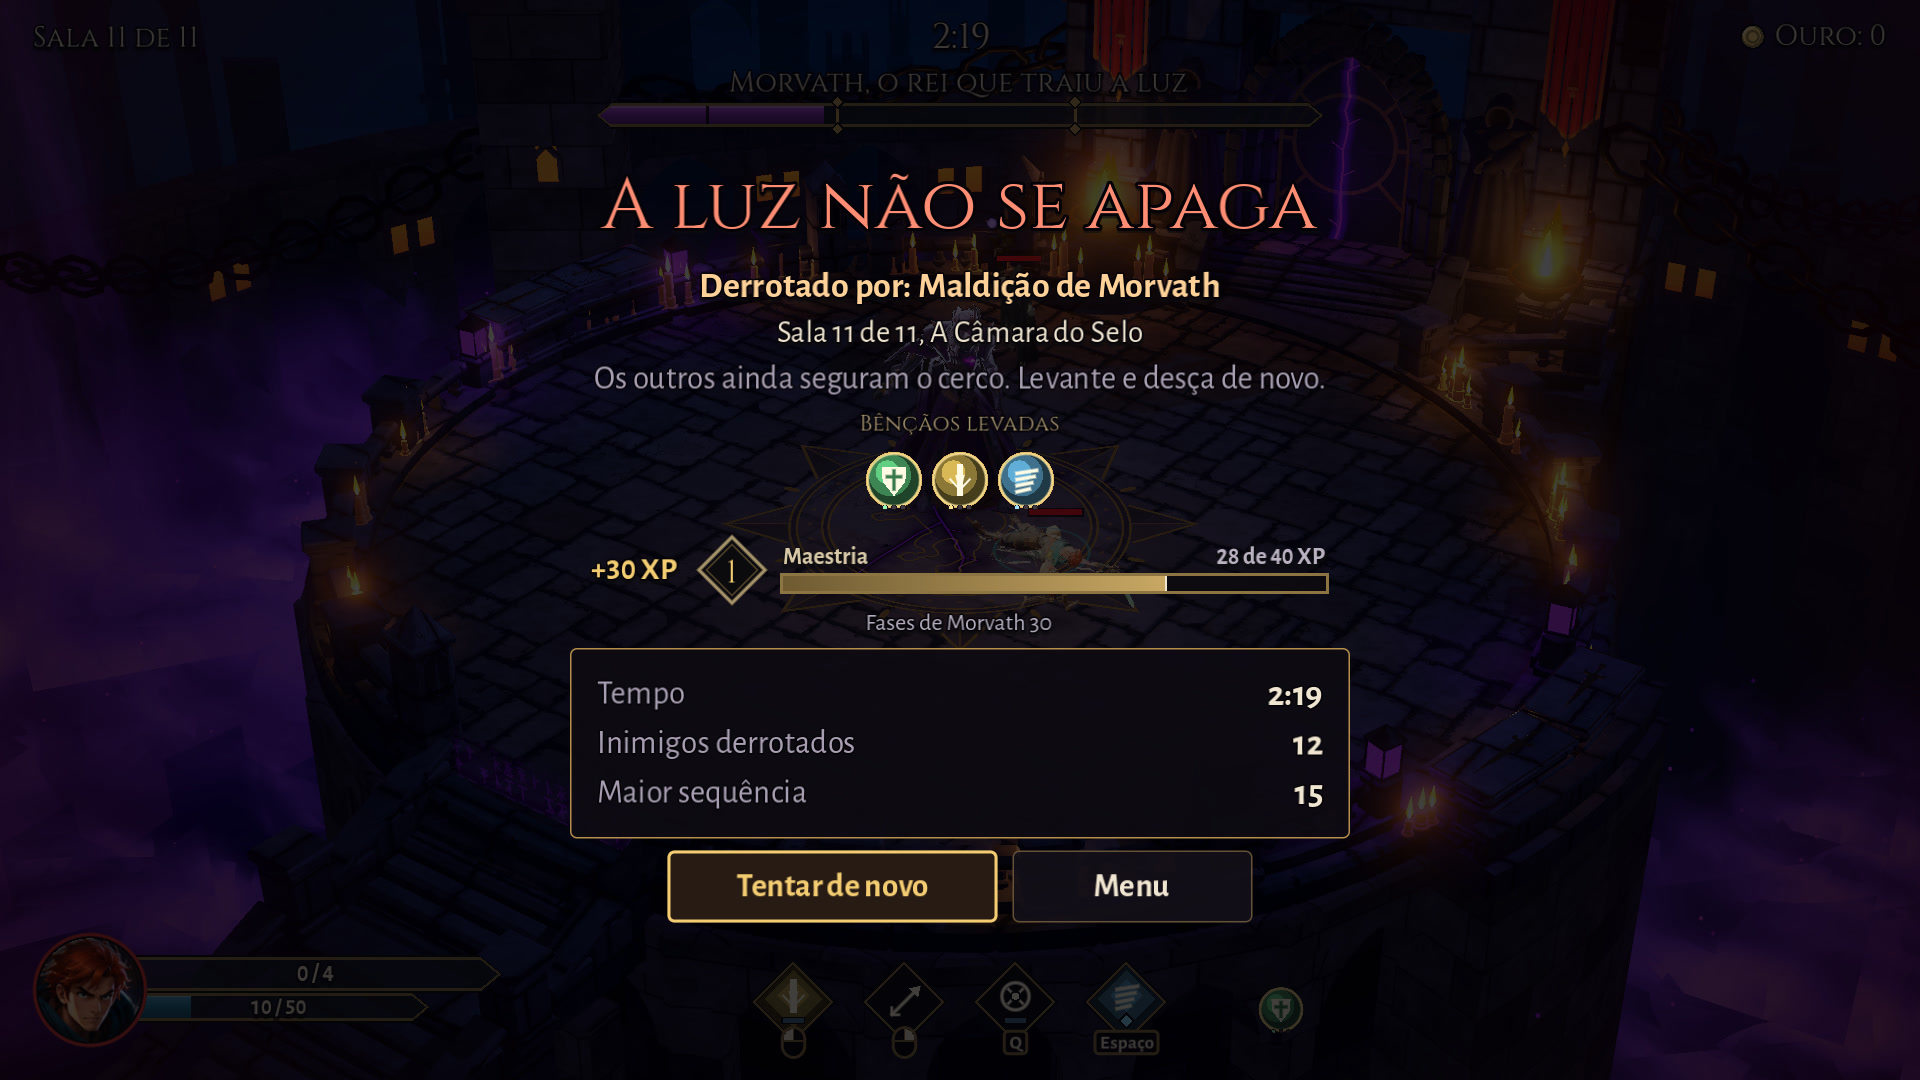 Sala 11 de 11
2:19
Ouro: 0
Morvath, o rei que traiu a luz
A luz não se apaga
Derrotado por: Maldição de Morvath
Sala 11 de 11, A Câmara do Selo
Os outros ainda seguram o cerco. Levante e desça de novo.
Bênçãos levadas
+30 XP
1
Maestria
28 de 40 XP
Fases de Morvath 30
Tempo
2:19
Inimigos derrotados
12
Maior sequência
15
Tentar de novo
Menu
0/4
10/50
Q
Espaço